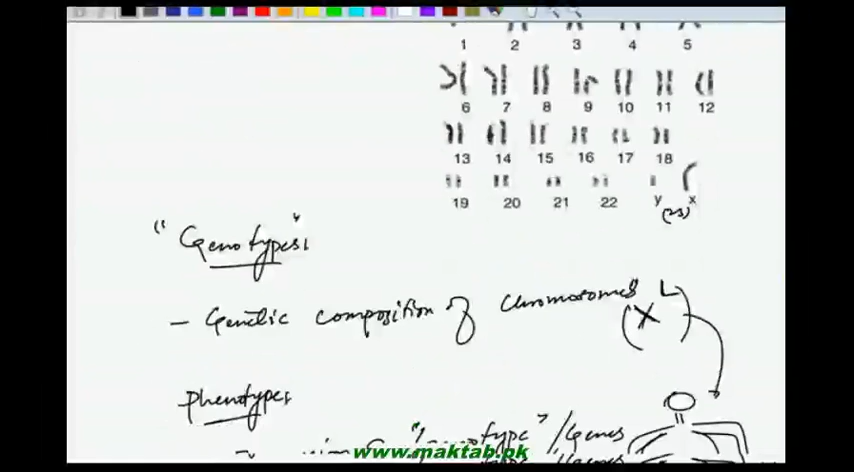 1 2 3 4 5
6 7 8 9 10 11 12
13 14 15 16 17 18
19 20 21 22 y x
(23)
"Genotypes:"
- Genetic composition of chromosomes
(X L)
phenotypes
"genotype" / Genes
www.maktab.pk